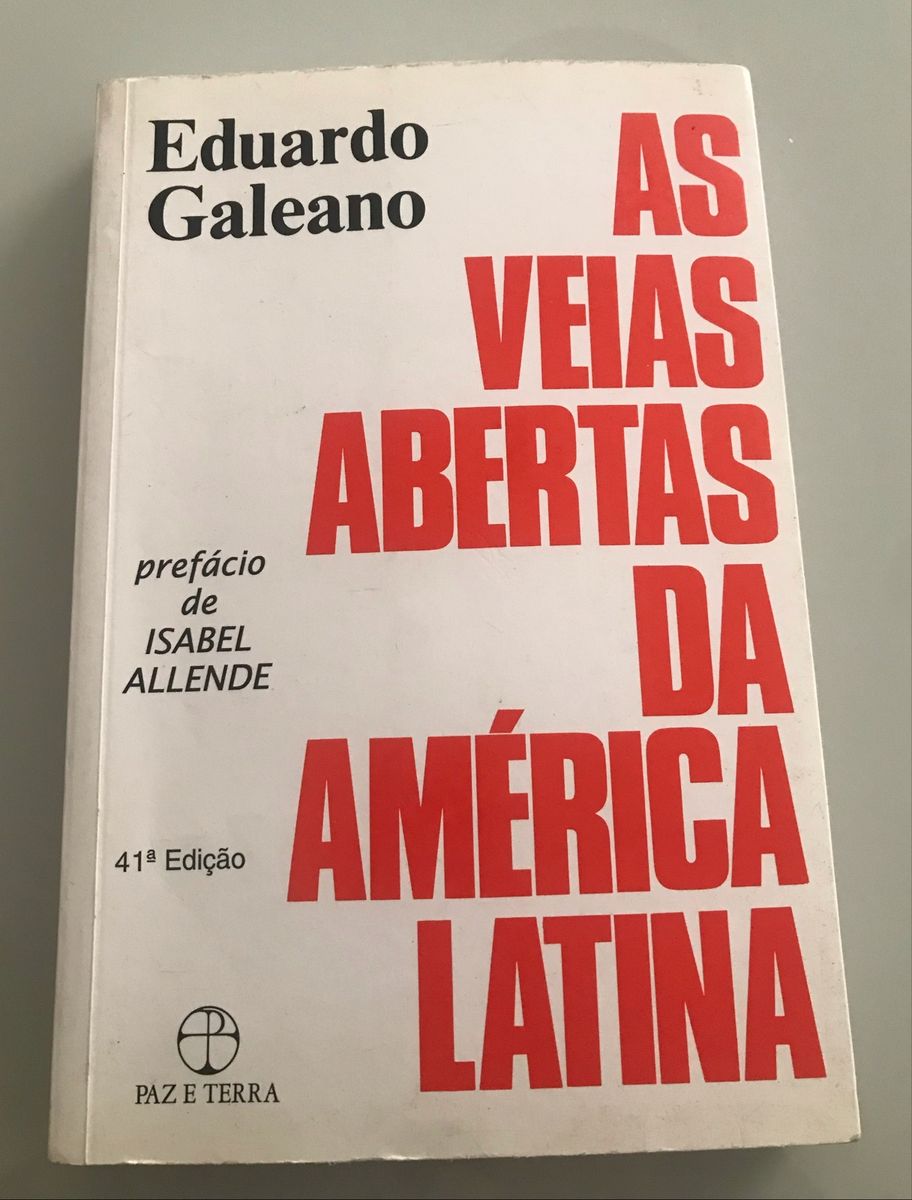 Eduardo
Galeano
AS
VEIAS
ABERTAS
DA
AMÉRICA
LATINA
prefácio
de
ISABEL
ALLENDE
41ª Edição
PAZ E TERRA